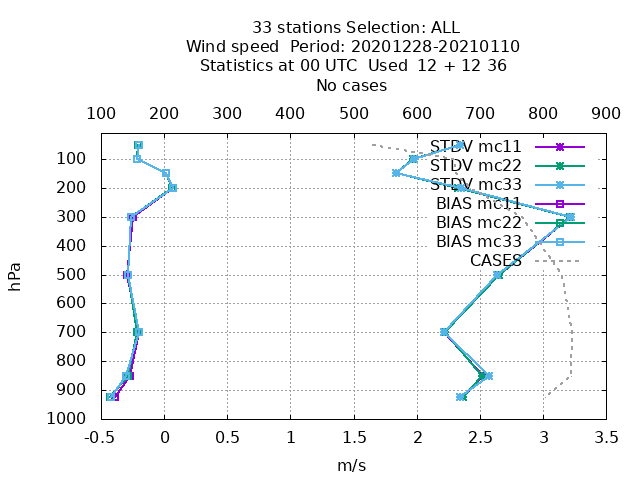 33 stations Selection: ALL
Wind speed  Period: 20201228-20210110
Statistics at 00 UTC  Used  12 + 12 36
No cases
100 200 300 400 500 600 700 800 900
STDV mc11
100
STDV mc22
STDV mc33
200
BIAS mc11
300
BIAS mc22
BIAS mc33
400
CASES
hPa
500
600
700
800
900
1000
-0.5 0 0.5 1 1.5 2 2.5 3 3.5
m/s